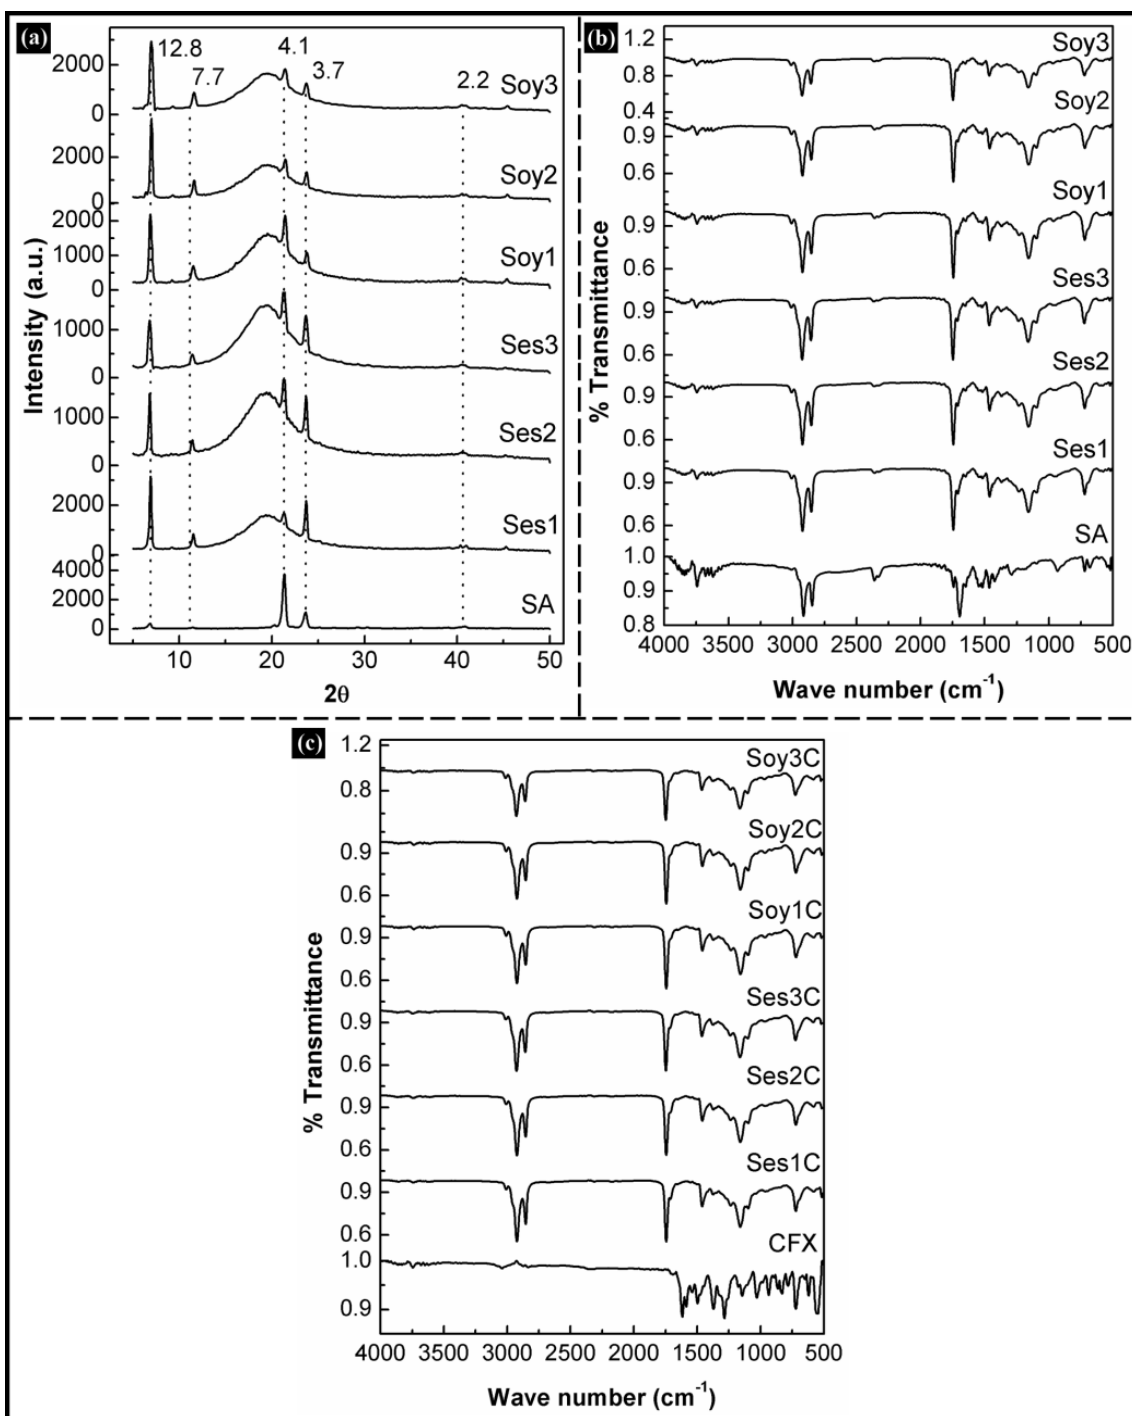 (a)
12.8
7.7
4.1
3.7
2.2
Soy3
Soy2
Soy1
Ses3
Ses2
Ses1
SA
2000
0
2000
0
2000
1000
0
1000
0
1000
0
2000
0
4000
2000
0
Intensity (a.u.)
10 20 30 40 50
2θ
(b)
1.2
0.8
0.4
0.9
0.6
0.9
0.6
0.9
0.6
0.9
0.6
0.9
0.6
1.0
0.9
0.8
Soy3
Soy2
Soy1
Ses3
Ses2
Ses1
SA
% Transmittance
4000 3500 3000 2500 2000 1500 1000 500
Wave number (cm⁻¹)
(c)
1.2
0.8
0.9
0.6
0.9
0.6
0.9
0.6
0.9
0.6
0.9
0.6
1.0
0.9
Soy3C
Soy2C
Soy1C
Ses3C
Ses2C
Ses1C
CFX
% Transmittance
4000 3500 3000 2500 2000 1500 1000 500
Wave number (cm⁻¹)